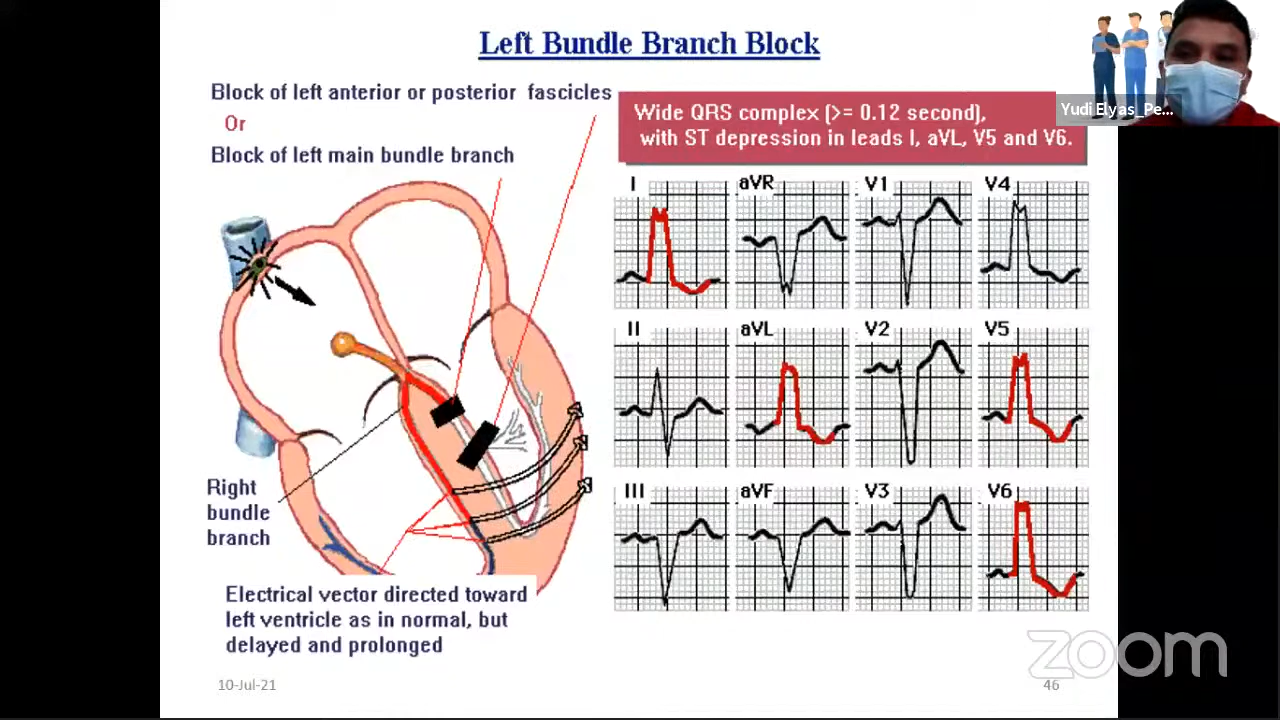 Left Bundle Branch Block
Block of left anterior or posterior fascicles
Or
Block of left main bundle branch
Wide QRS complex (>= 0.12 second),
with ST depression in leads I, aVL, V5 and V6.
Yudi Elyas_Pe...
I
aVR
V1
V4
II
aVL
V2
V5
III
aVF
V3
V6
Right
bundle
branch
Electrical vector directed toward
left ventricle as in normal, but
delayed and prolonged
10-Jul-21
46
zoom